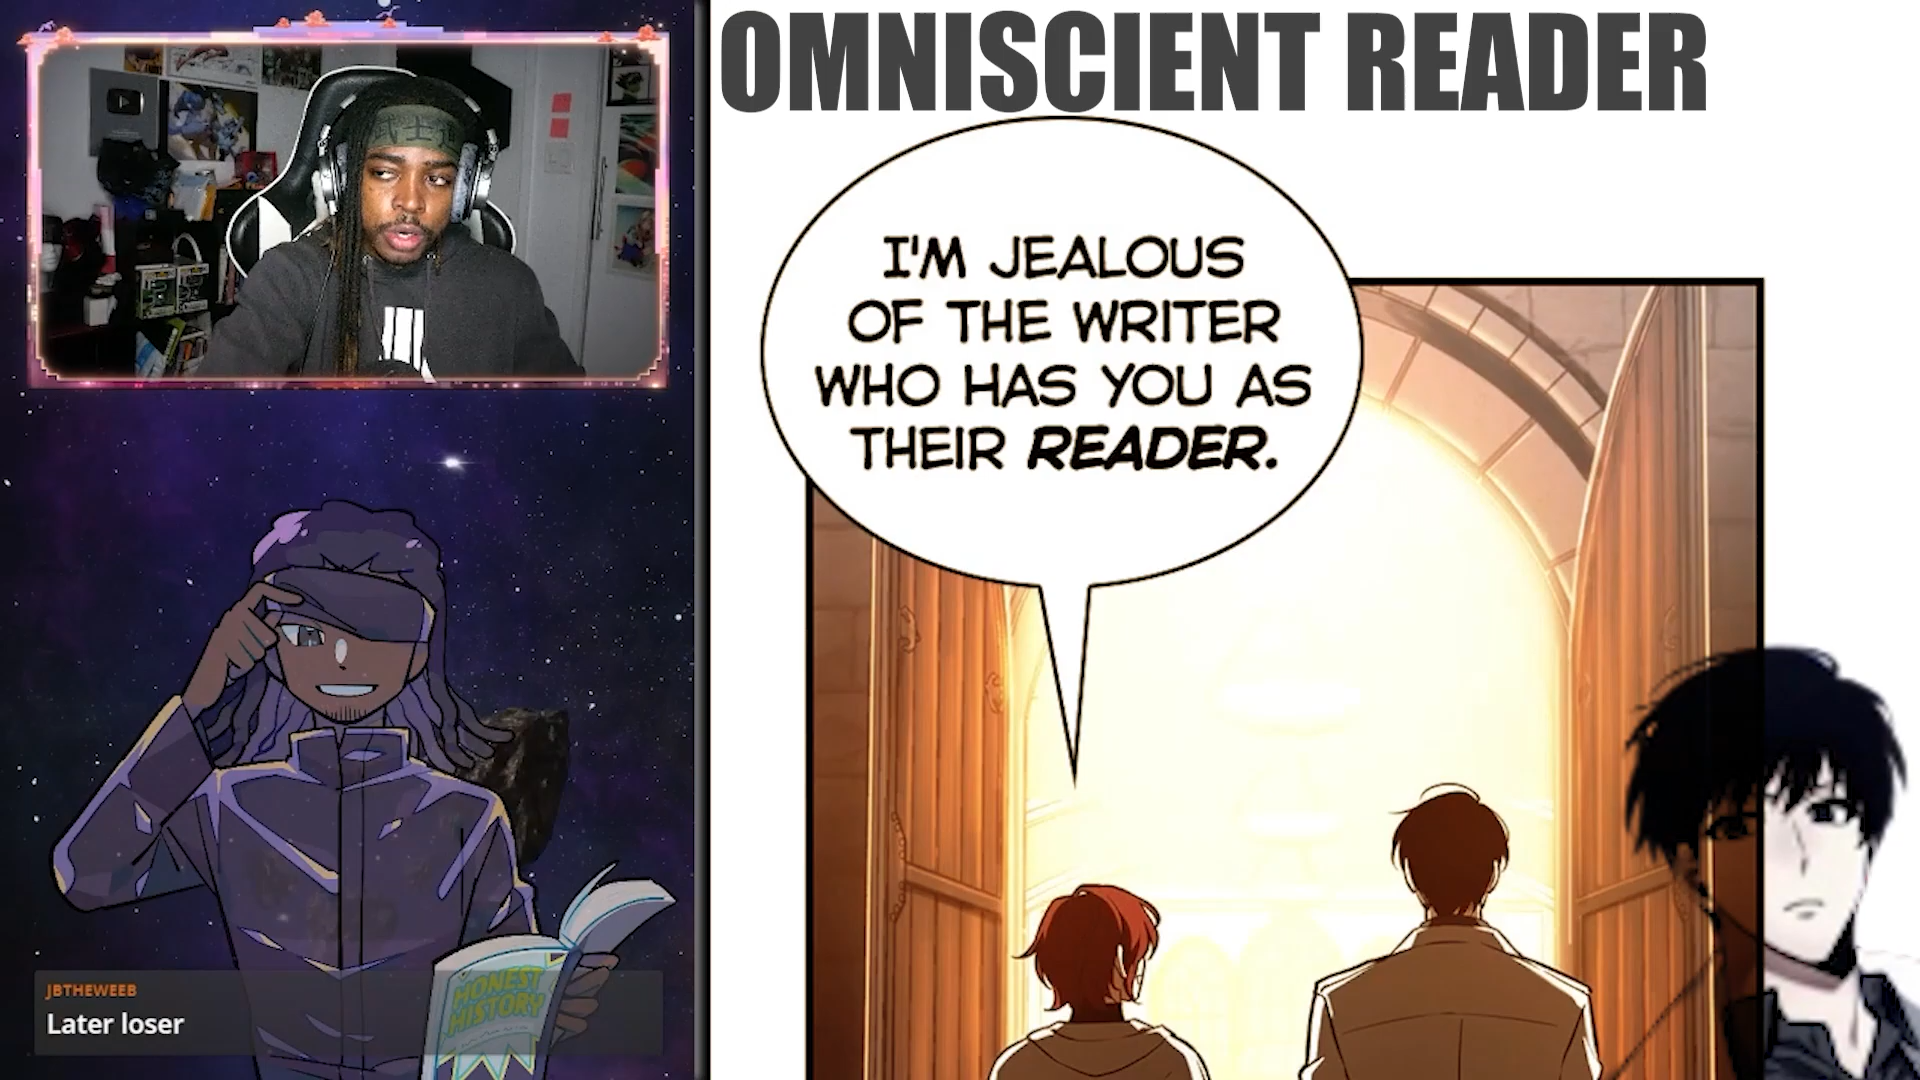 OMNISCIENT READER
I'M JEALOUS
OF THE WRITER
WHO HAS YOU AS
THEIR READER.
HONEST
HISTORY
JBTHEWEEB
Later loser